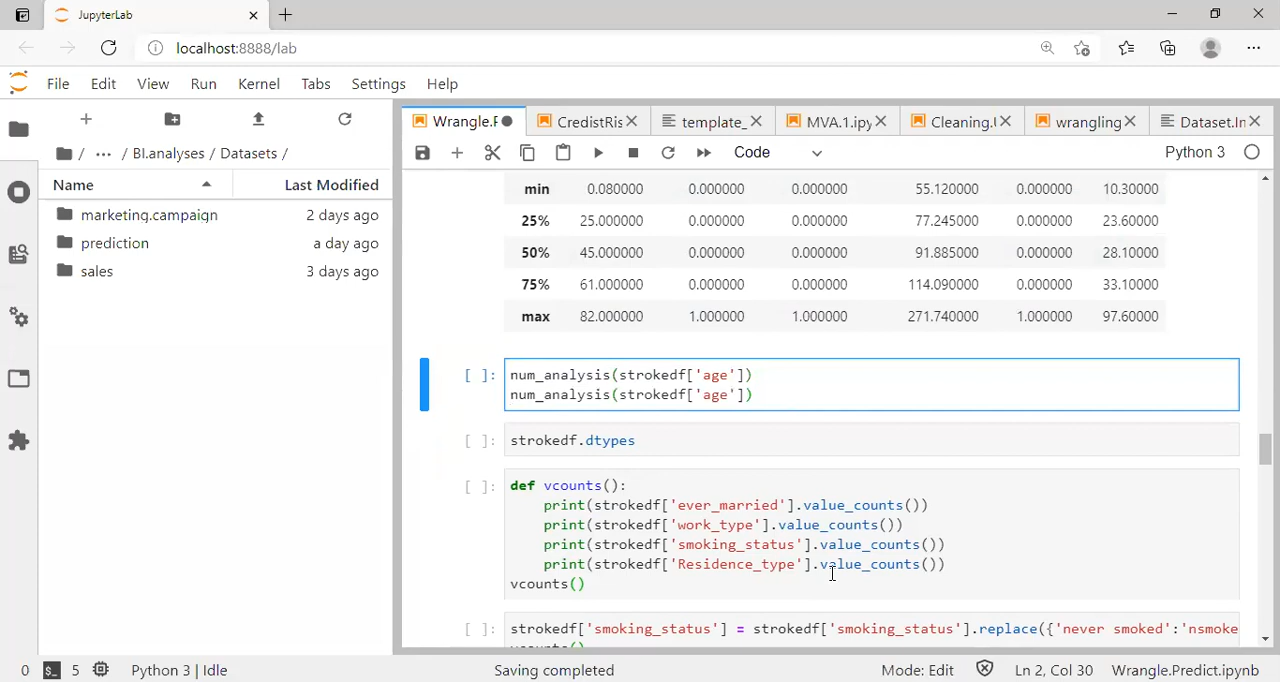 JupyterLab
localhost:8888/lab
File Edit View Run Kernel Tabs Settings Help
Wrangle.F CredistRis template_ MVA.1.ipy Cleaning.( wrangling Dataset.In
/ ··· / BI.analyses / Datasets /
Code Python 3
Name Last Modified
marketing.campaign 2 days ago
prediction a day ago
sales 3 days ago
min 0.080000 0.000000 0.000000 55.120000 0.000000 10.30000
25% 25.000000 0.000000 0.000000 77.245000 0.000000 23.60000
50% 45.000000 0.000000 0.000000 91.885000 0.000000 28.10000
75% 61.000000 0.000000 0.000000 114.090000 0.000000 33.10000
max 82.000000 1.000000 1.000000 271.740000 1.000000 97.60000
[ ]: num_analysis(strokedf['age'])
num_analysis(strokedf['age'])
[ ]: strokedf.dtypes
[ ]: def vcounts():
print(strokedf['ever_married'].value_counts())
print(strokedf['work_type'].value_counts())
print(strokedf['smoking_status'].value_counts())
print(strokedf['Residence_type'].value_counts())
vcounts()
[ ]: strokedf['smoking_status'] = strokedf['smoking_status'].replace({'never smoked':'nsmoke
0 5 Python 3 | Idle Saving completed Mode: Edit Ln 2, Col 30 Wrangle.Predict.ipynb